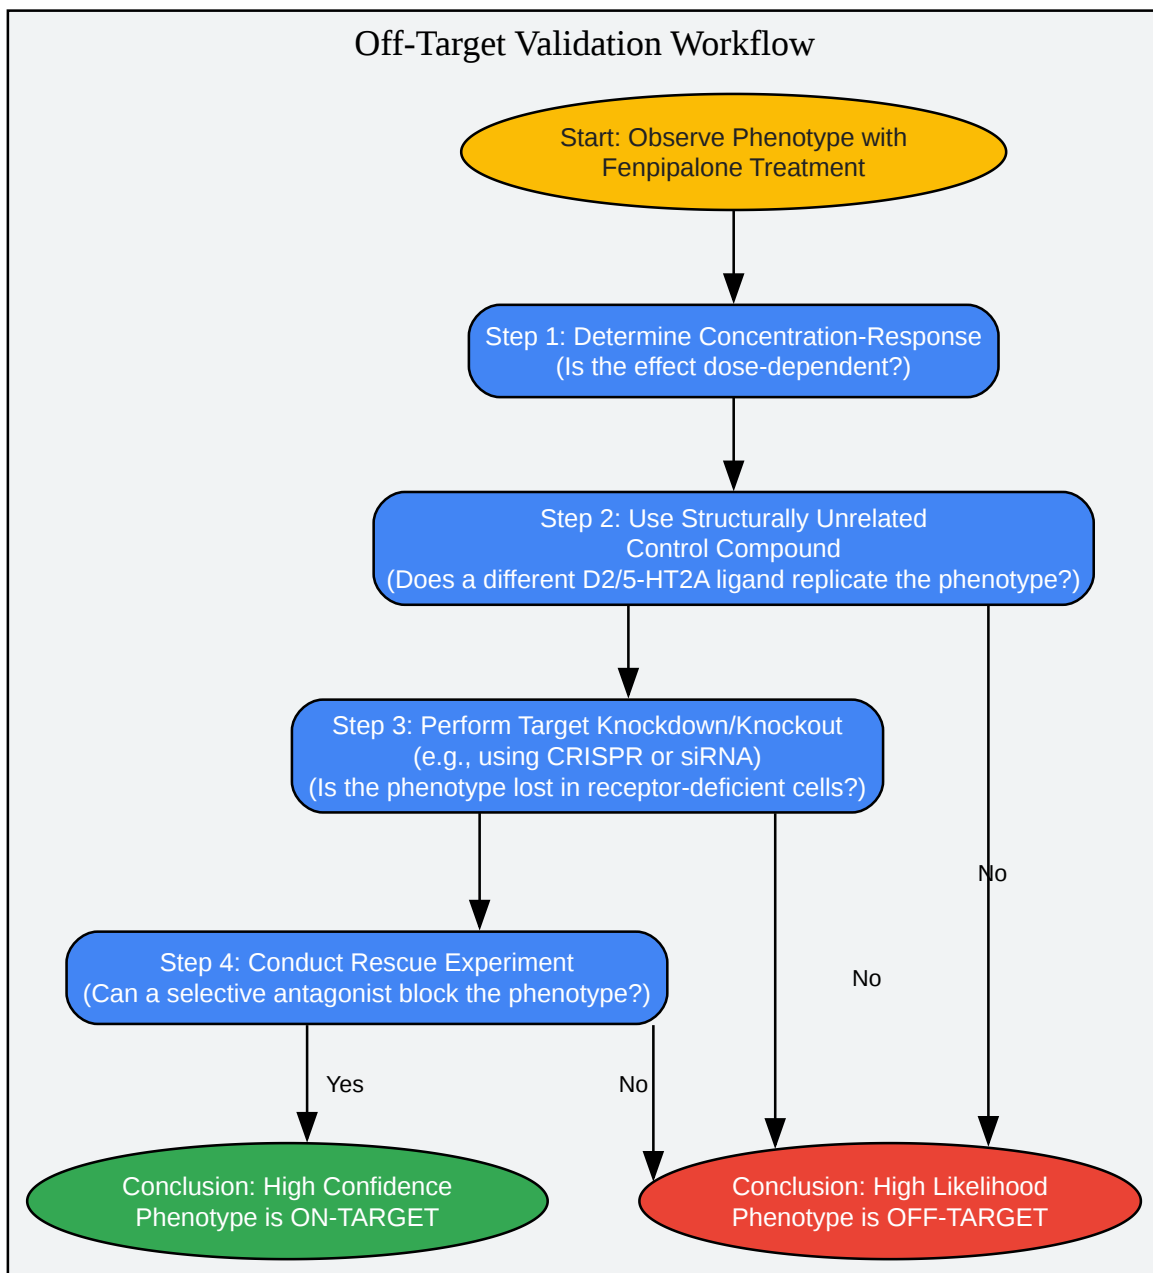 Off-Target Validation Workflow
Start: Observe Phenotype with
Fenpipalone Treatment
Step 1: Determine Concentration-Response
(Is the effect dose-dependent?)
Step 2: Use Structurally Unrelated
Control Compound
(Does a different D2/5-HT2A ligand replicate the phenotype?)
Step 3: Perform Target Knockdown/Knockout
(e.g., using CRISPR or siRNA)
(Is the phenotype lost in receptor-deficient cells?)
No
Step 4: Conduct Rescue Experiment
(Can a selective antagonist block the phenotype?)
No
Yes
No
Conclusion: High Confidence
Phenotype is ON-TARGET
Conclusion: High Likelihood
Phenotype is OFF-TARGET